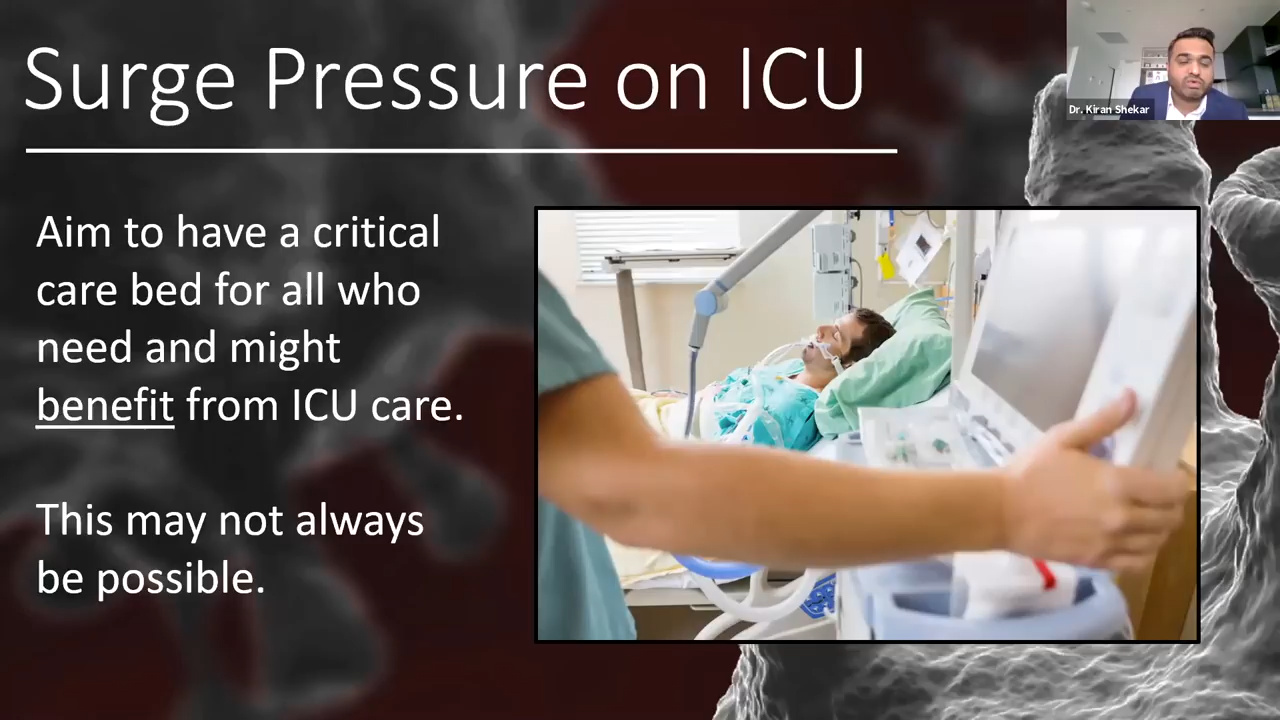 Surge Pressure on ICU
Dr. Kiran Shekar
Aim to have a critical
care bed for all who
need and might
benefit from ICU care.
This may not always
be possible.